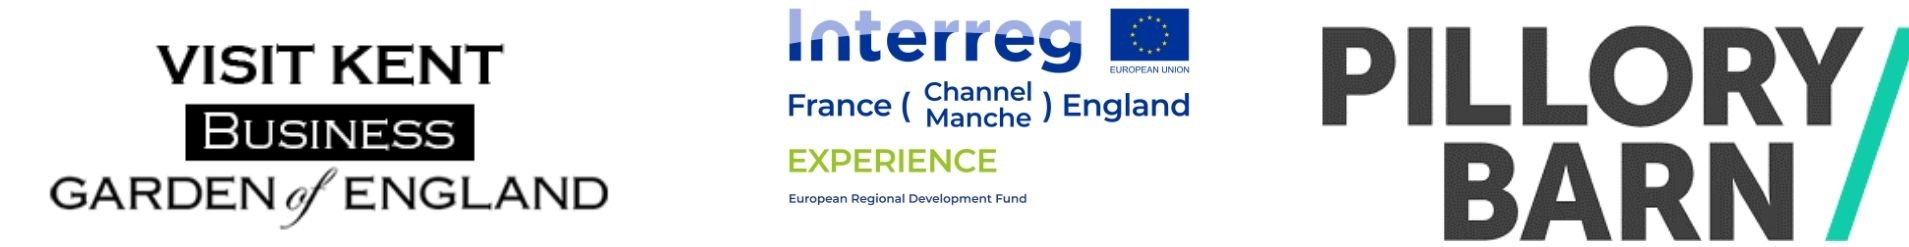 VISIT KENT
BUSINESS
GARDEN of ENGLAND
Interreg
EUROPEAN UNION
France ( Channel Manche ) England
EXPERIENCE
European Regional Development Fund
PILLORY
BARN